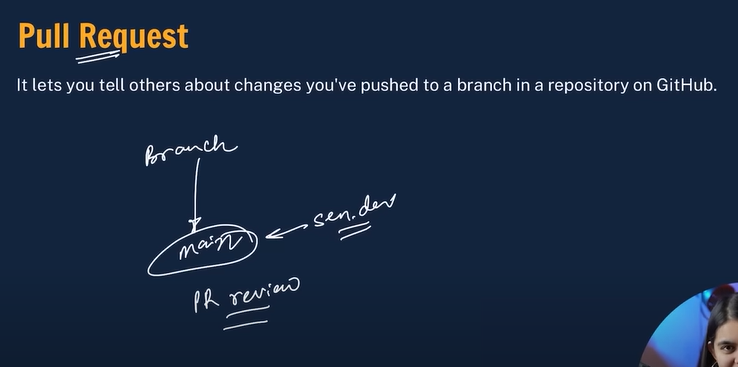 Pull Request
It lets you tell others about changes you've pushed to a branch in a repository on GitHub.
Branch
main
sen. dev
PR review